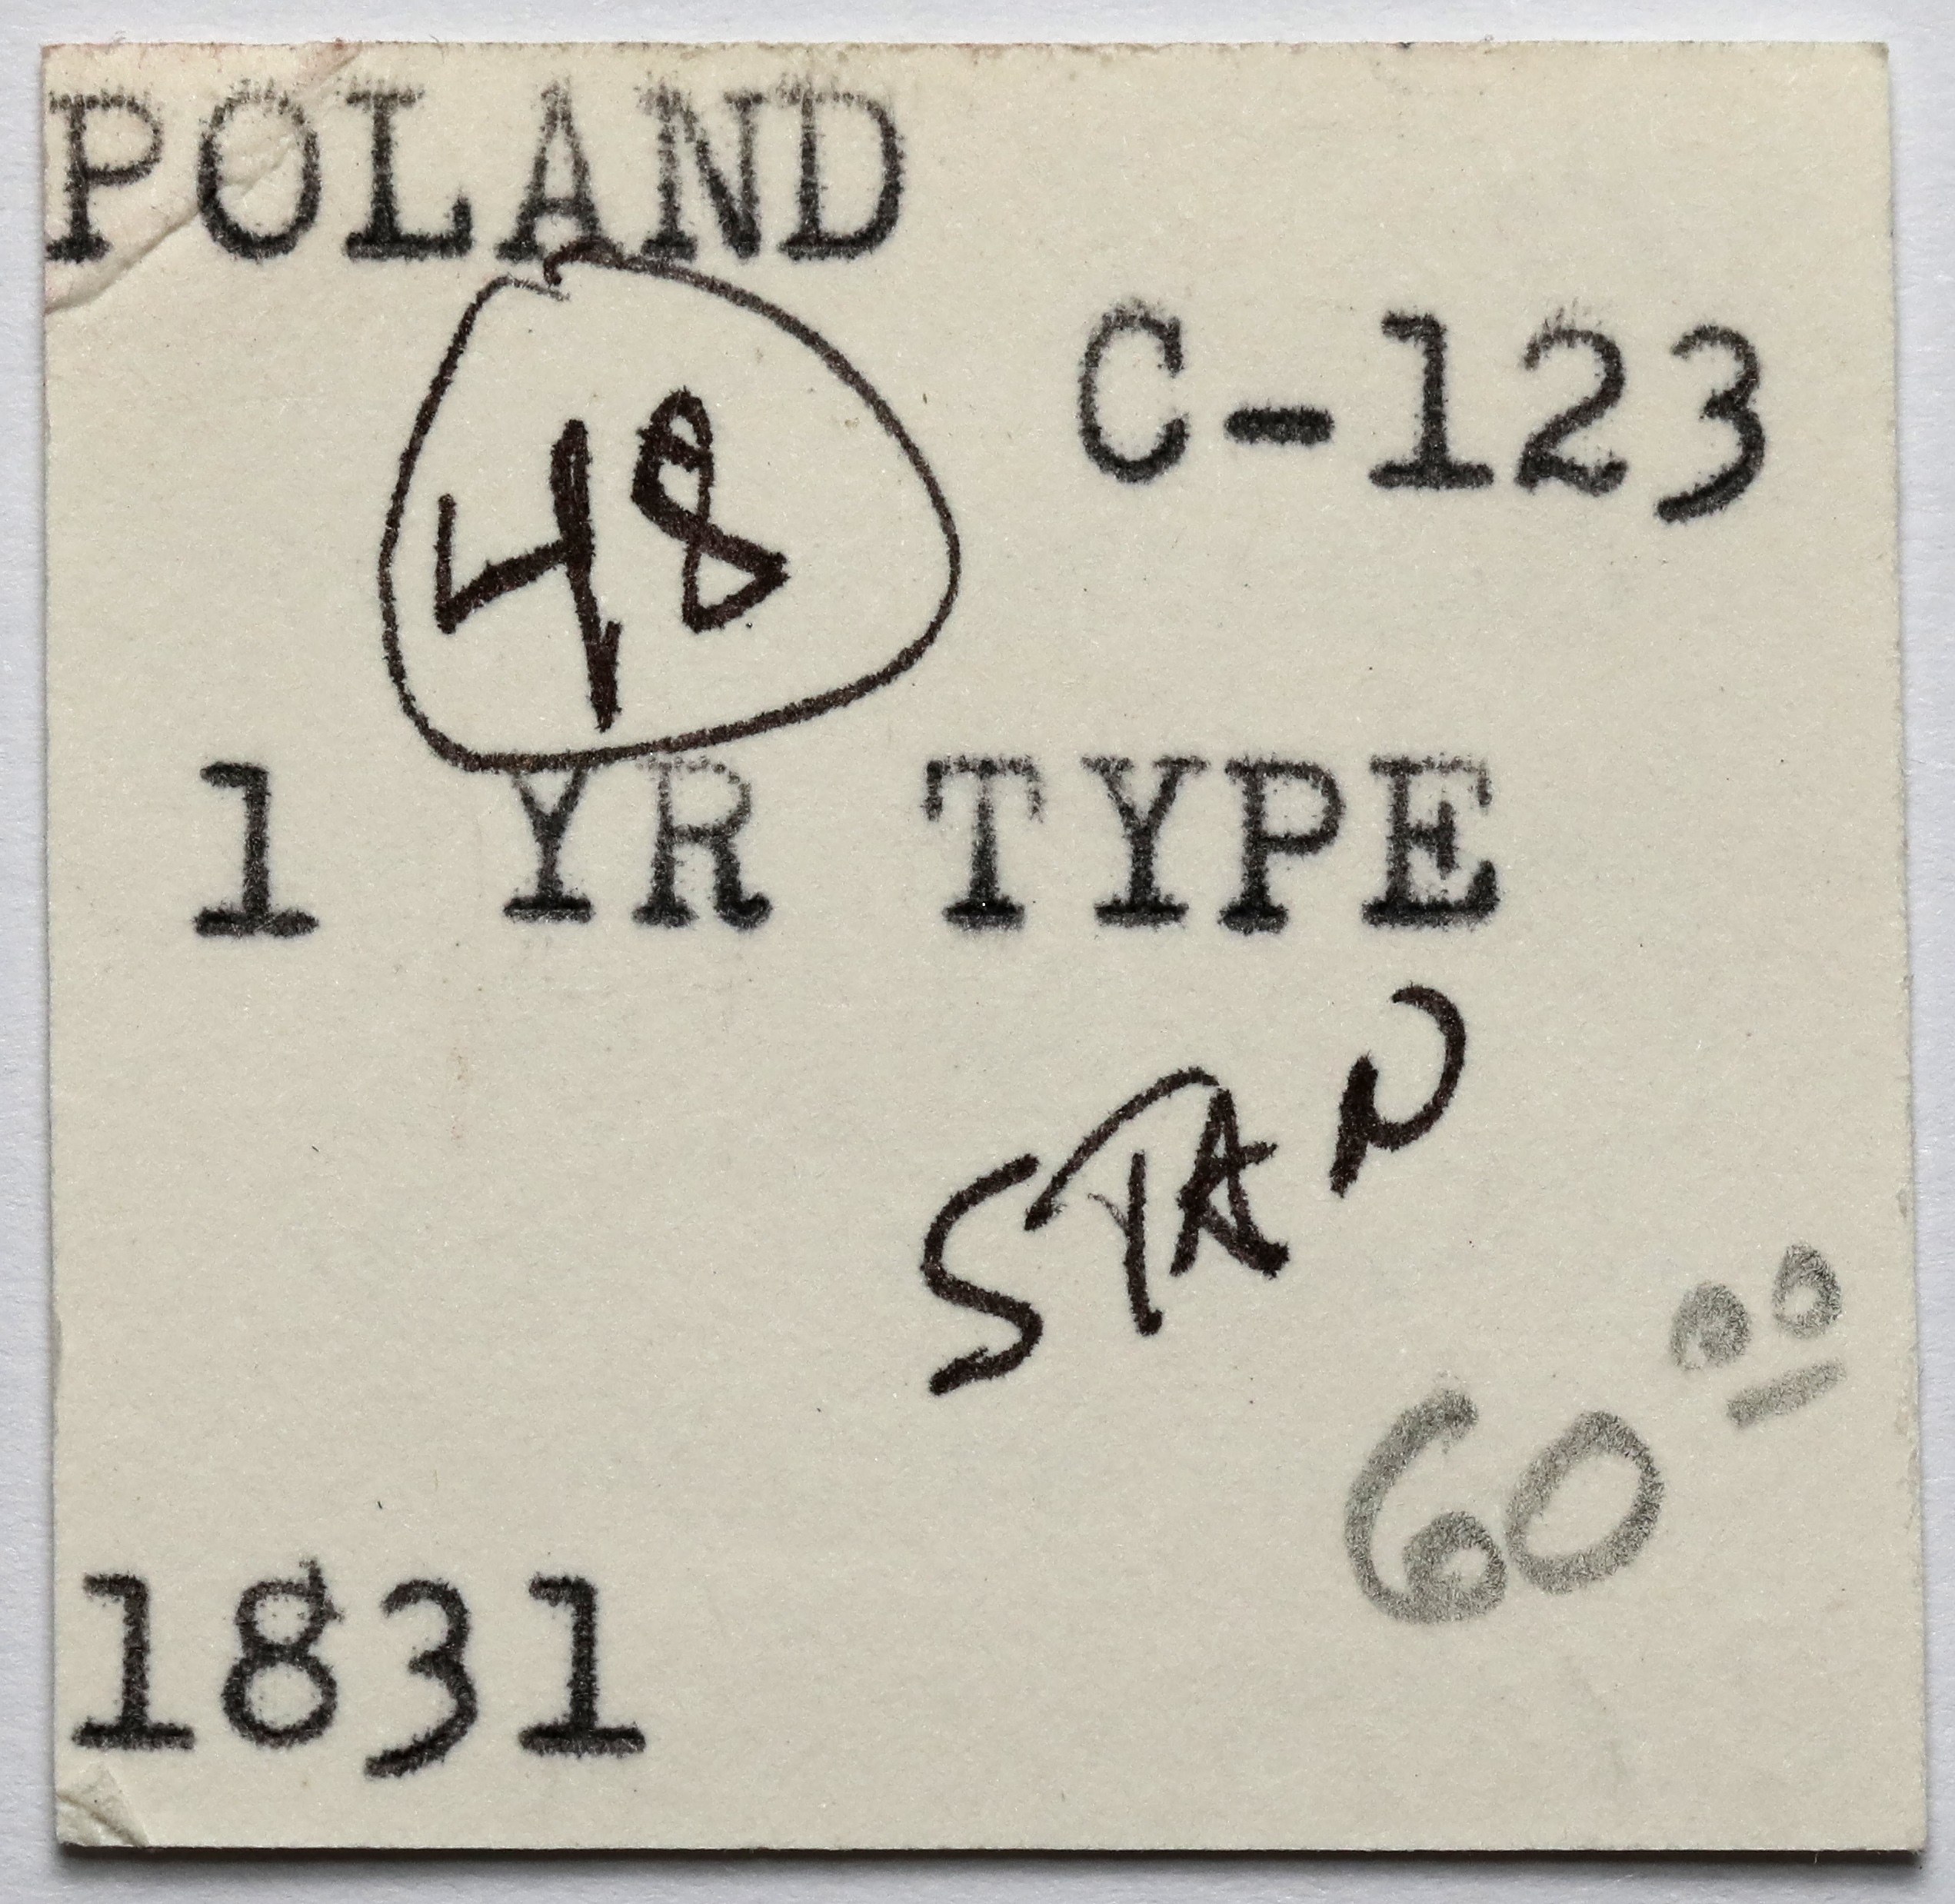 POLAND
C-123
48
1 YR TYPE
STAN
60 00
1831